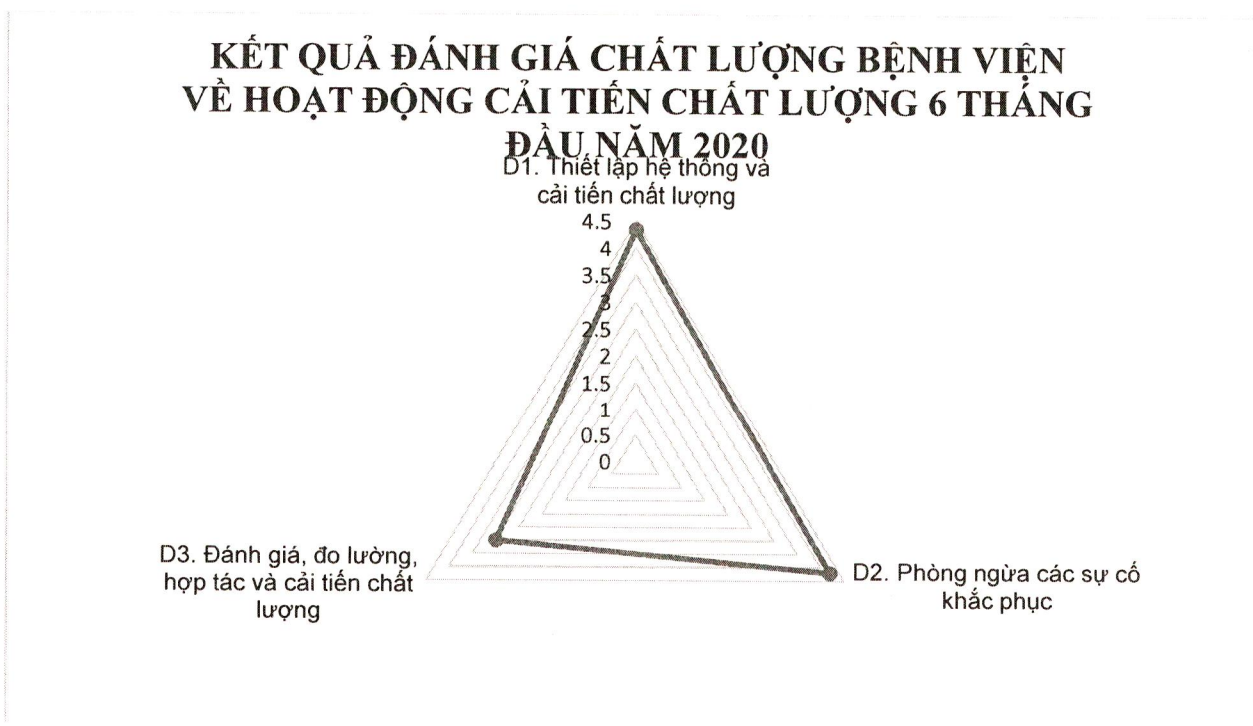 KẾT QUẢ ĐÁNH GIÁ CHẤT LƯỢNG BỆNH VIỆN
VỀ HOẠT ĐỘNG CẢI TIẾN CHẤT LƯỢNG 6 THÁNG
ĐẦU NĂM 2020
D1. Thiết lập hệ thống và
cải tiến chất lượng
4.5
4
3.5
3
2.5
2
1.5
1
0.5
0
D3. Đánh giá, đo lường,
hợp tác và cải tiến chất
lượng
D2. Phòng ngừa các sự cố
khắc phục